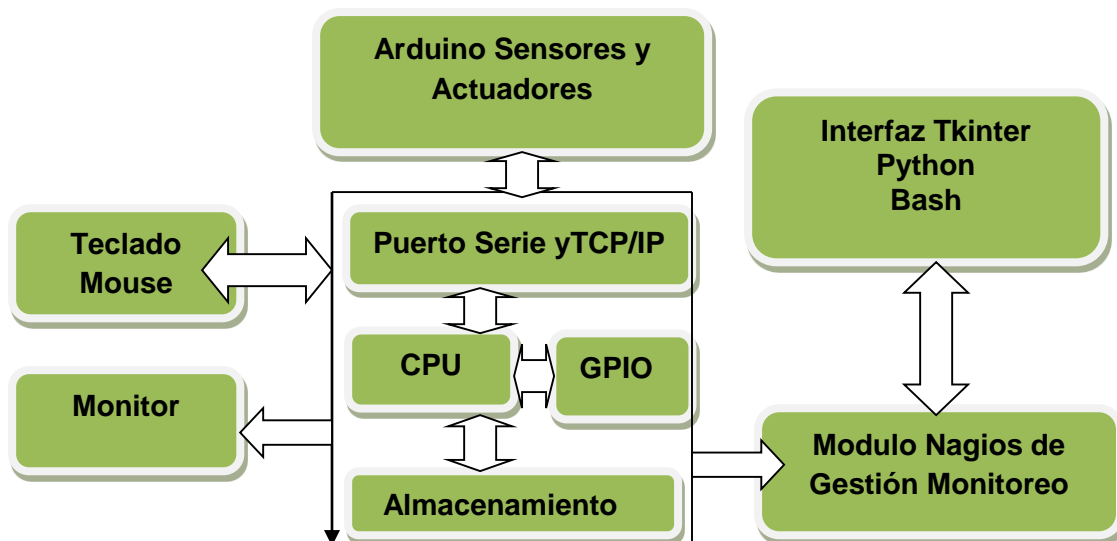 Arduino Sensores y
Actuadores
Interfaz Tkinter
Python
Bash
Teclado
Mouse
Puerto Serie yTCP/IP
CPU
GPIO
Monitor
Almacenamiento
Modulo Nagios de
Gestión Monitoreo